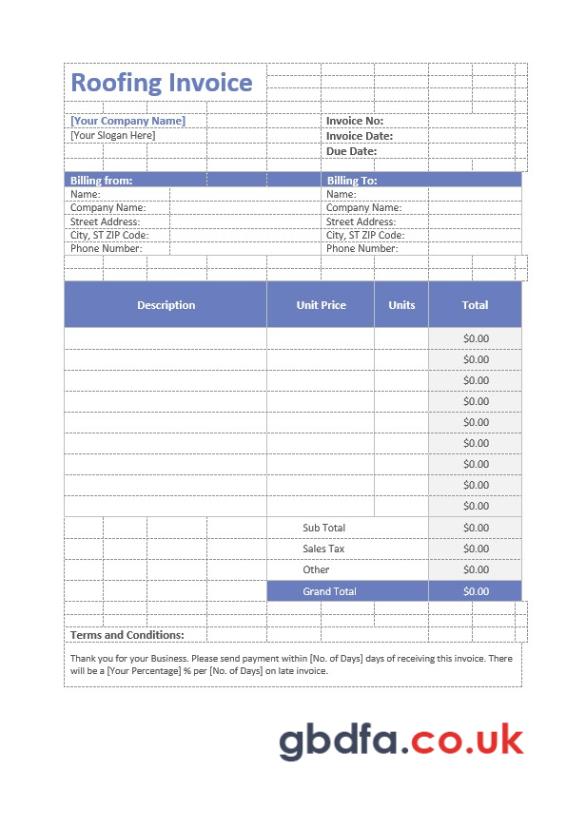 Roofing Invoice
[Your Company Name] Invoice No:
[Your Slogan Here] Invoice Date:
Due Date:
Billing from: Billing To:
Name: Name:
Company Name: Company Name:
Street Address: Street Address:
City, ST ZIP Code: City, ST ZIP Code:
Phone Number: Phone Number:
Description Unit Price Units Total
$0.00
$0.00
$0.00
$0.00
$0.00
$0.00
$0.00
$0.00
$0.00
Sub Total $0.00
Sales Tax $0.00
Other $0.00
Grand Total $0.00
Terms and Conditions:
Thank you for your Business. Please send payment within [No. of Days] days of receiving this invoice. There
will be a [Your Percentage] % per [No. of Days] on late invoice.
gbdfa.co.uk